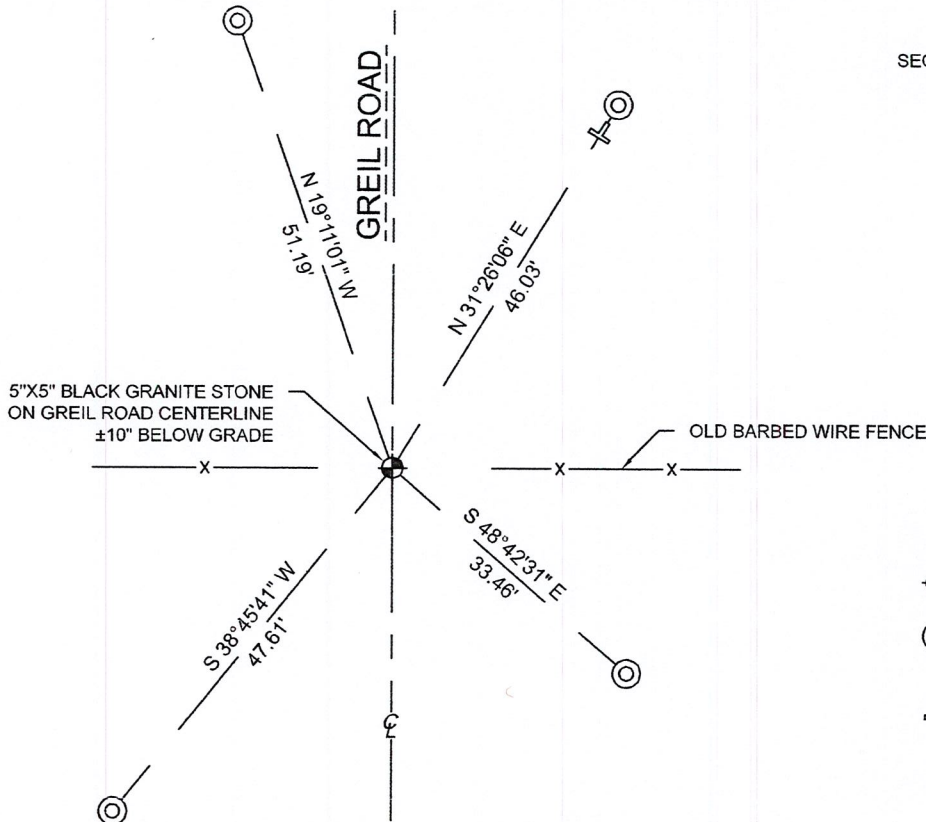 SEC
GREIL ROAD
N 19°11'01" W
51.19'
N 31°26'06" E
46.03'
5"X5" BLACK GRANITE STONE
ON GREIL ROAD CENTERLINE
±10" BELOW GRADE
X
X
X
OLD BARBED WIRE FENCE
S 48°42'31" E
33.46'
S 38°45'41" W
47.61'
℄